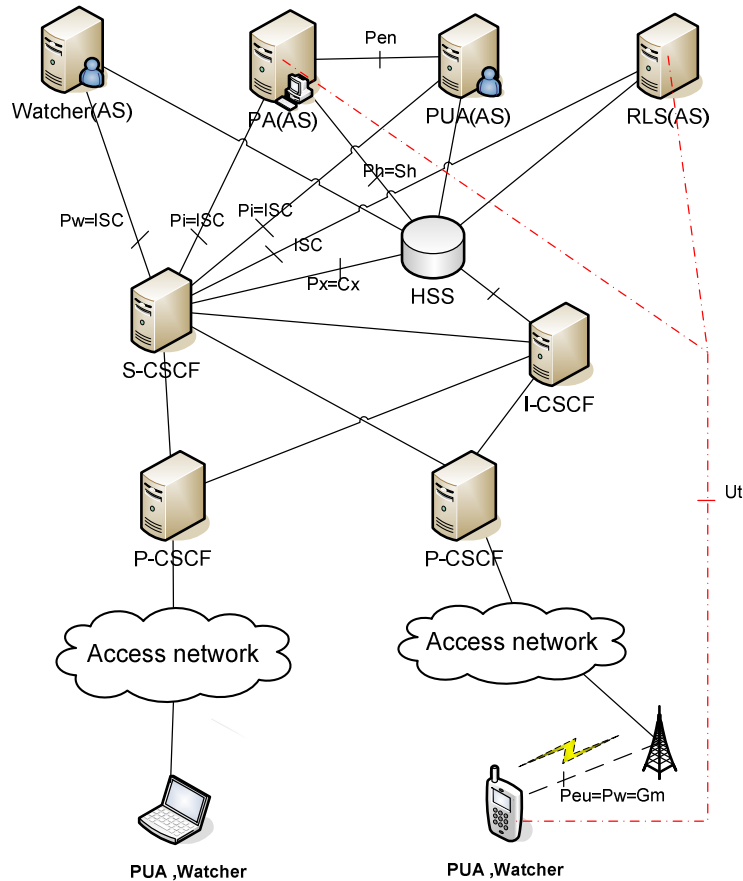 Pen
Watcher(AS)
PA(AS)
PUA(AS)
RLS(AS)
Ph=Sh
Pw=ISC
Pi=ISC
Pi=ISC
ISC
Px=Cx
HSS
S-CSCF
I-CSCF
Ut
P-CSCF
P-CSCF
Access network
Access network
Peu=Pw=Gm
PUA ,Watcher
PUA ,Watcher